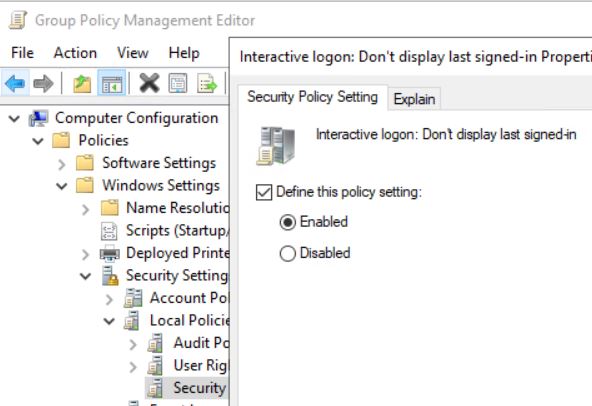 Group Policy Management Editor
File Action View Help
Interactive logon: Don't display last signed-in Properti
Security Policy Setting Explain
Computer Configuration
Interactive logon: Don't display last signed-in
Policies
Software Settings
Windows Settings
Define this policy setting:
Name Resolutio
Enabled
Scripts (Startup/
Deployed Printe
Disabled
Security Setting
Account Pol
Local Policie
Audit Po
User Rig
Security